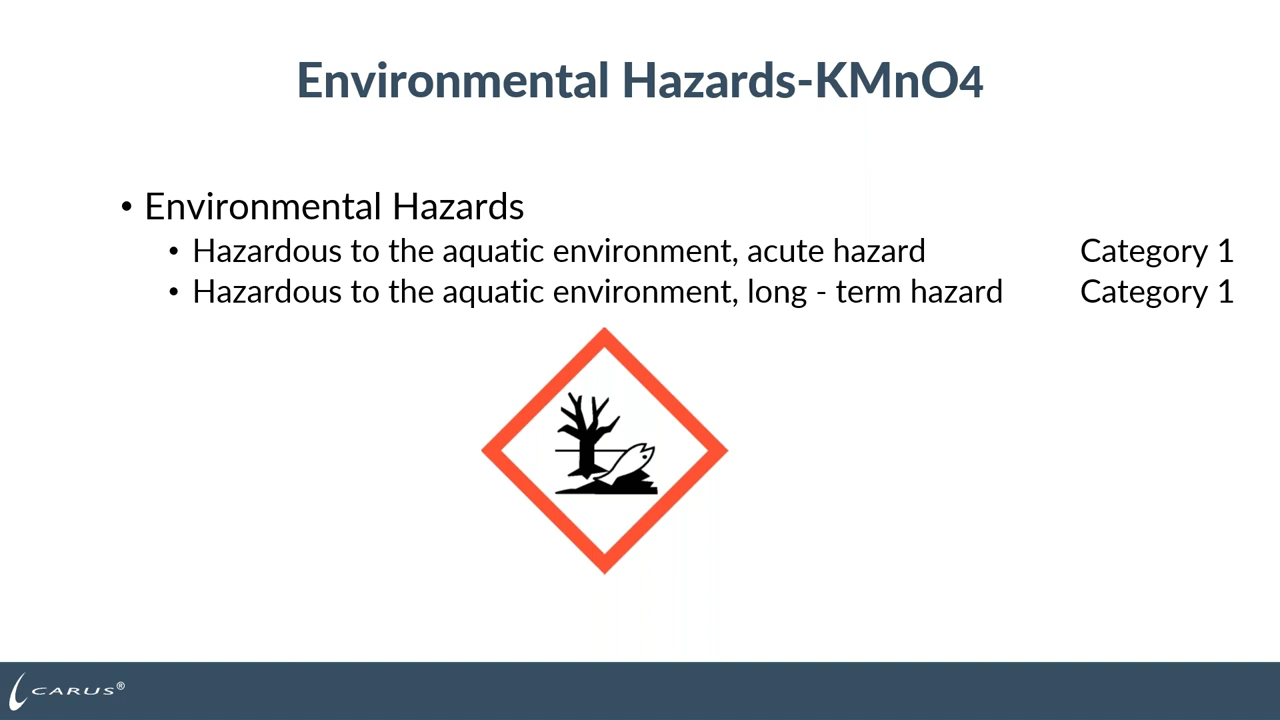 Environmental Hazards-KMnO4
• Environmental Hazards
• Hazardous to the aquatic environment, acute hazard Category 1
• Hazardous to the aquatic environment, long - term hazard Category 1
CARUS®